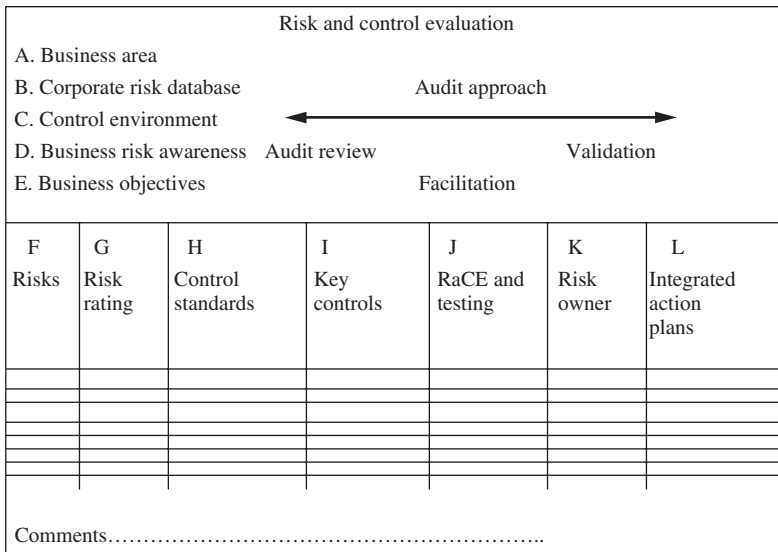 Risk and control evaluation
A. Business area
B. Corporate risk database Audit approach
C. Control environment
D. Business risk awareness Audit review Validation
E. Business objectives Facilitation
F G H I J K L
Risks Risk Control Key RaCE and Risk Integrated
rating standards controls testing owner action
plans
Comments…………………………………………………..